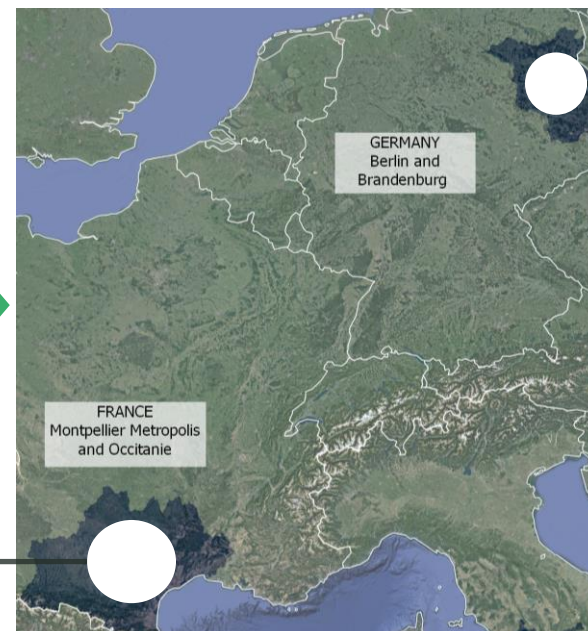 GERMANY
Berlin and
Brandenburg
FRANCE
Montpellier Metropolis
and Occitanie